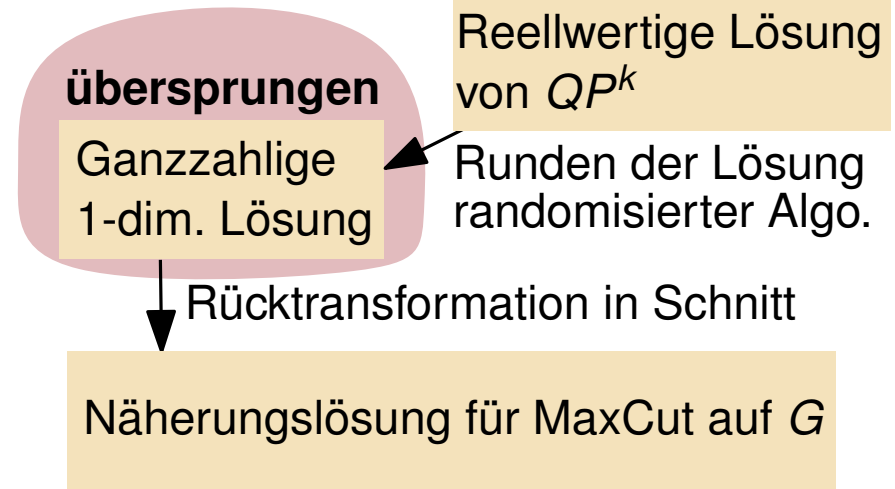 Reellwertige Lösung
von QP^k
übersprungen
Ganzzahlige
1-dim. Lösung
Runden der Lösung
randomisierter Algo.
Rücktransformation in Schnitt
Näherungslösung für MaxCut auf G